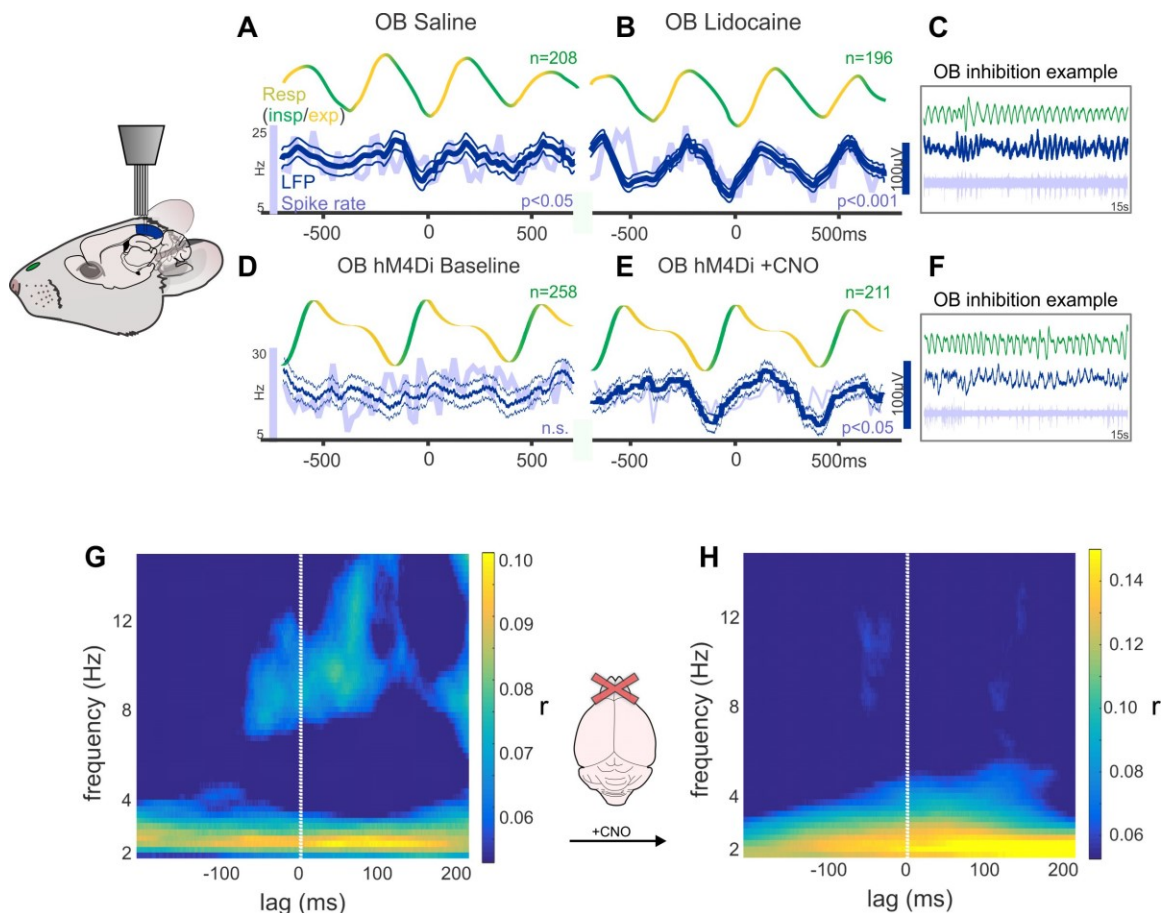 A
OB Saline
B
OB Lidocaine
C
n=208
n=196
OB inhibition example
Resp
(insp/exp)
25
Hz
5
LFP
Spike rate
p<0.05
p<0.001
100µV
15s
-500
0
500
-500
0
500ms
D
OB hM4Di Baseline
E
OB hM4Di +CNO
F
n=258
n=211
OB inhibition example
30
Hz
5
n.s.
p<0.05
100µV
15s
-500
0
500
-500
0
500ms
G
frequency (Hz)
12
8
4
2
-100
0
100
200
lag (ms)
0.10
0.09
0.08
0.07
0.06
r
+CNO
H
frequency (Hz)
12
8
4
2
-100
0
100
200
lag (ms)
0.14
0.12
0.10
0.08
0.06
r